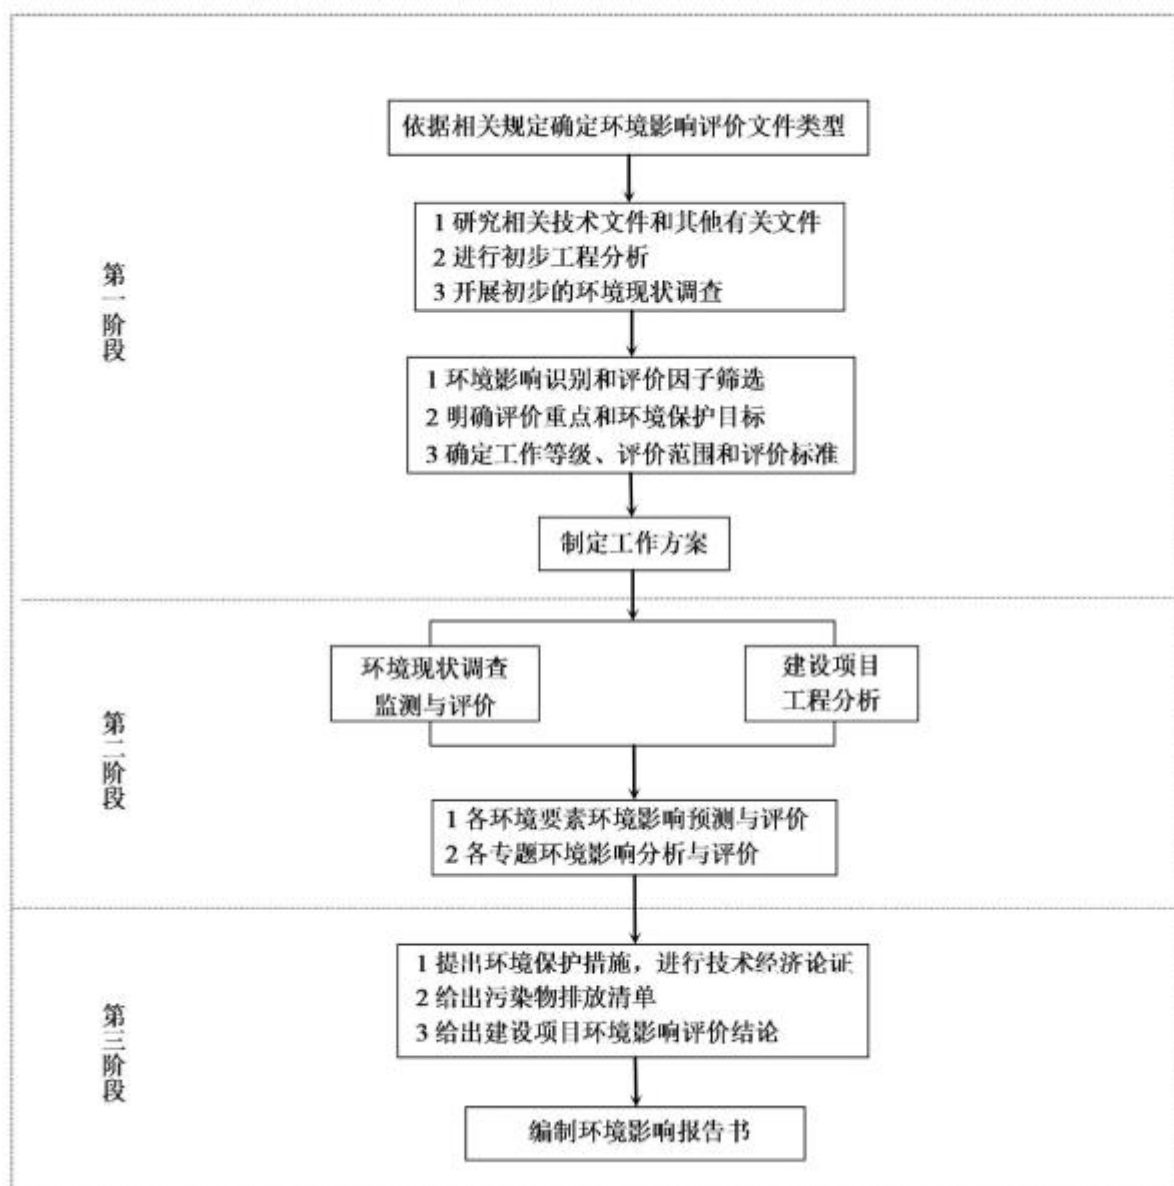 第一阶段
依据相关规定确定环境影响评价文件类型
1 研究相关技术文件和其他有关文件
2 进行初步工程分析
3 开展初步的环境现状调查
1 环境影响识别和评价因子筛选
2 明确评价重点和环境保护目标
3 确定工作等级、评价范围和评价标准
制定工作方案
第二阶段
环境现状调查
监测与评价
建设项目
工程分析
1 各环境要素环境影响预测与评价
2 各专题环境影响分析与评价
第三阶段
1 提出环境保护措施，进行技术经济论证
2 给出污染物排放清单
3 给出建设项目环境影响评价结论
编制环境影响报告书